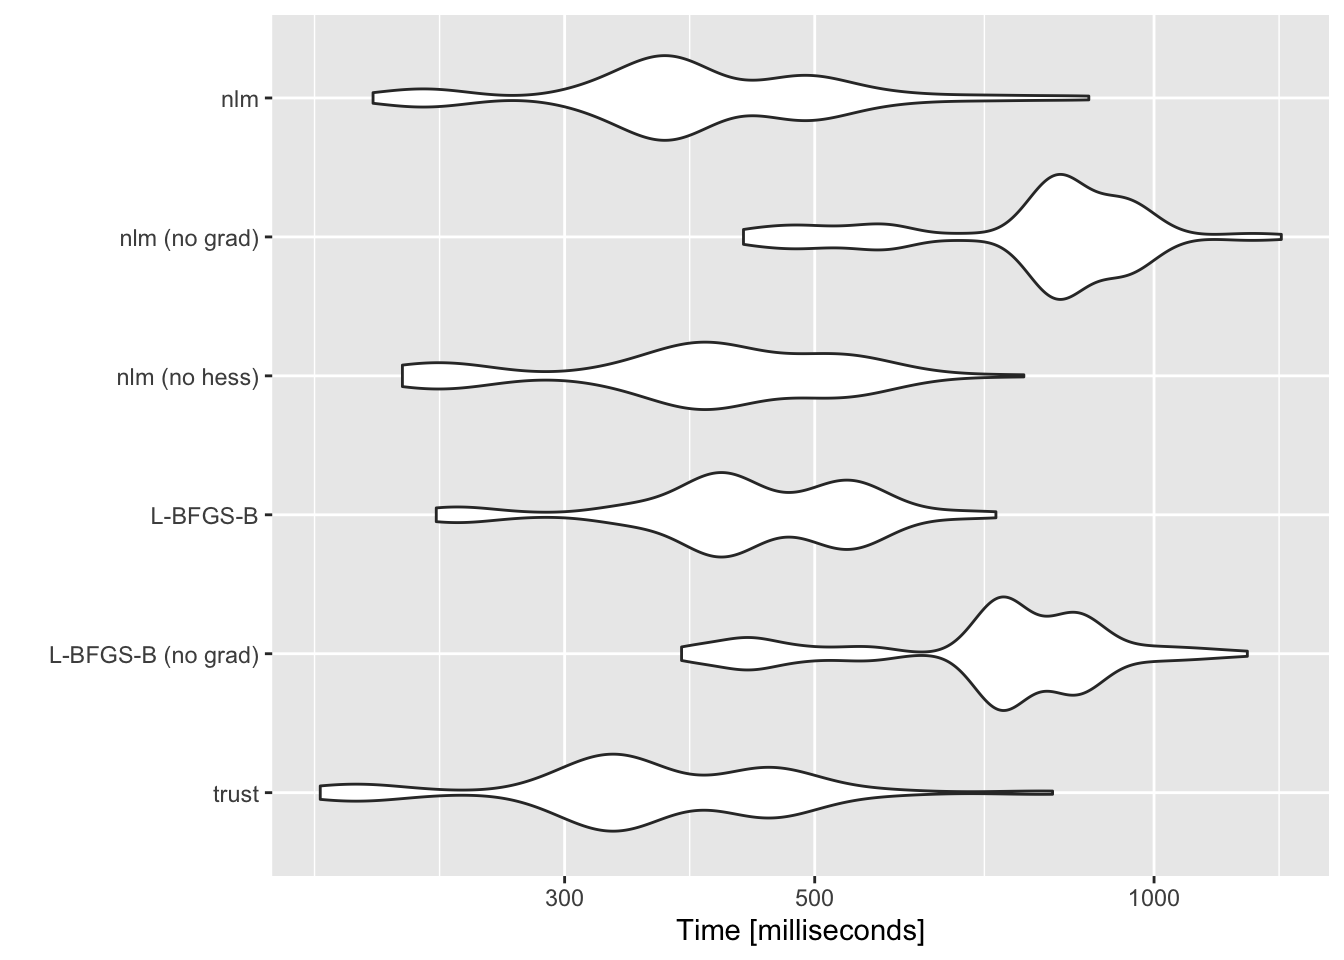 nlm
nlm (no grad)
nlm (no hess)
L-BFGS-B
L-BFGS-B (no grad)
trust
300 500 1000
Time [milliseconds]